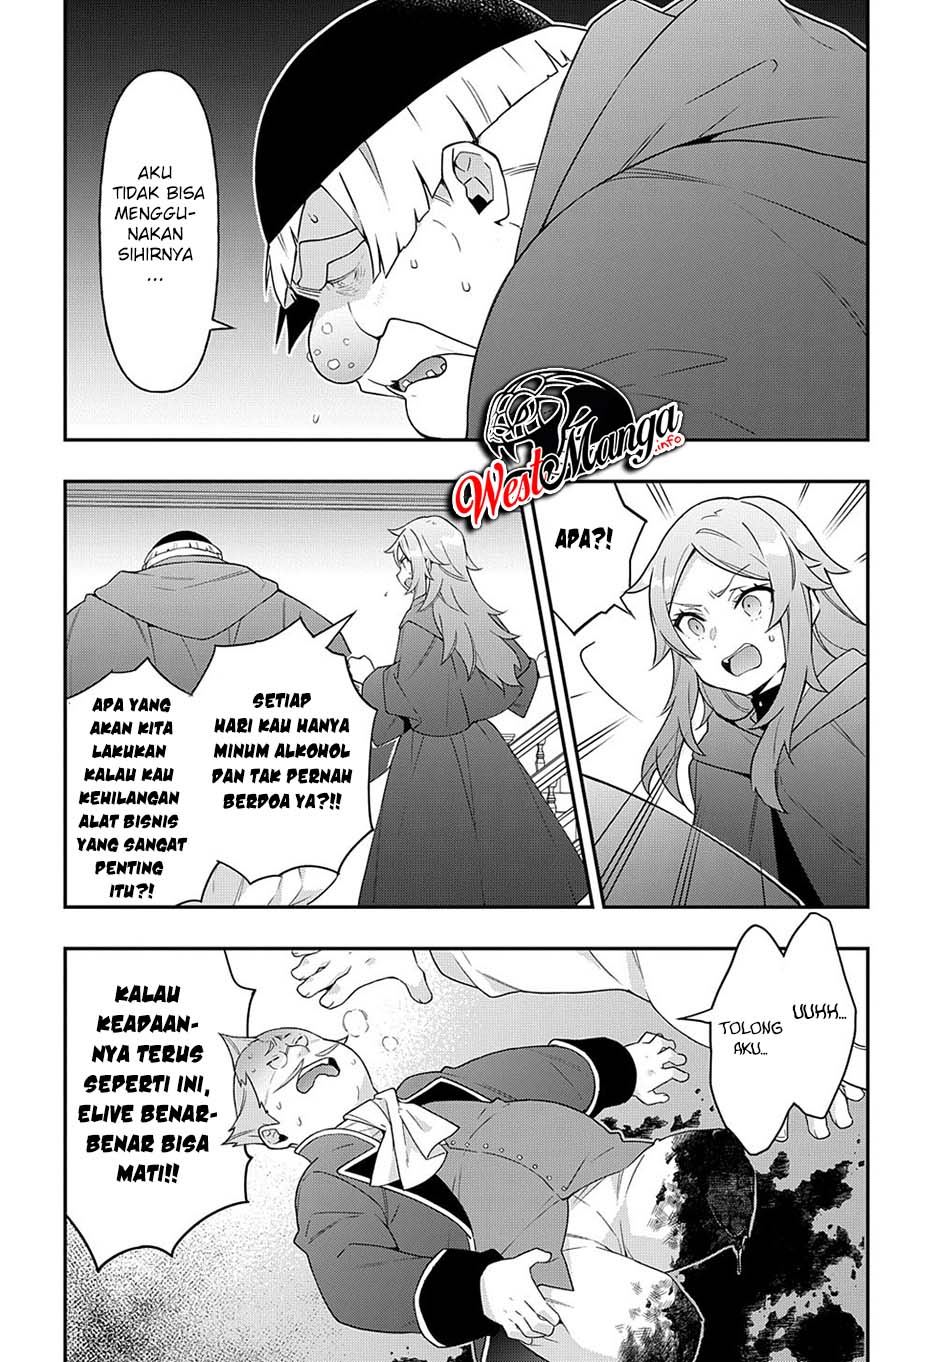 AKU
TIDAK BISA
MENGGU-
NAKAN
SIHIRNYA
...
WESTMANGA
.info
APA?!
SETIAP
HARI KAU HANYA
MINUM ALKOHOL
DAN TAK PERNAH
BERDOA YA?!!
APA YANG
AKAN KITA
LAKUKAN
KALAU KAU
KEHILANGAN
ALAT BISNIS
YANG SANGAT
PENTING
ITU?!
UUHH...
TOLONG
AKU...
KALAU
KEADAAN-
NYA TERUS
SEPERTI INI,
ELIVE BENAR-
BENAR BISA
MATI!!